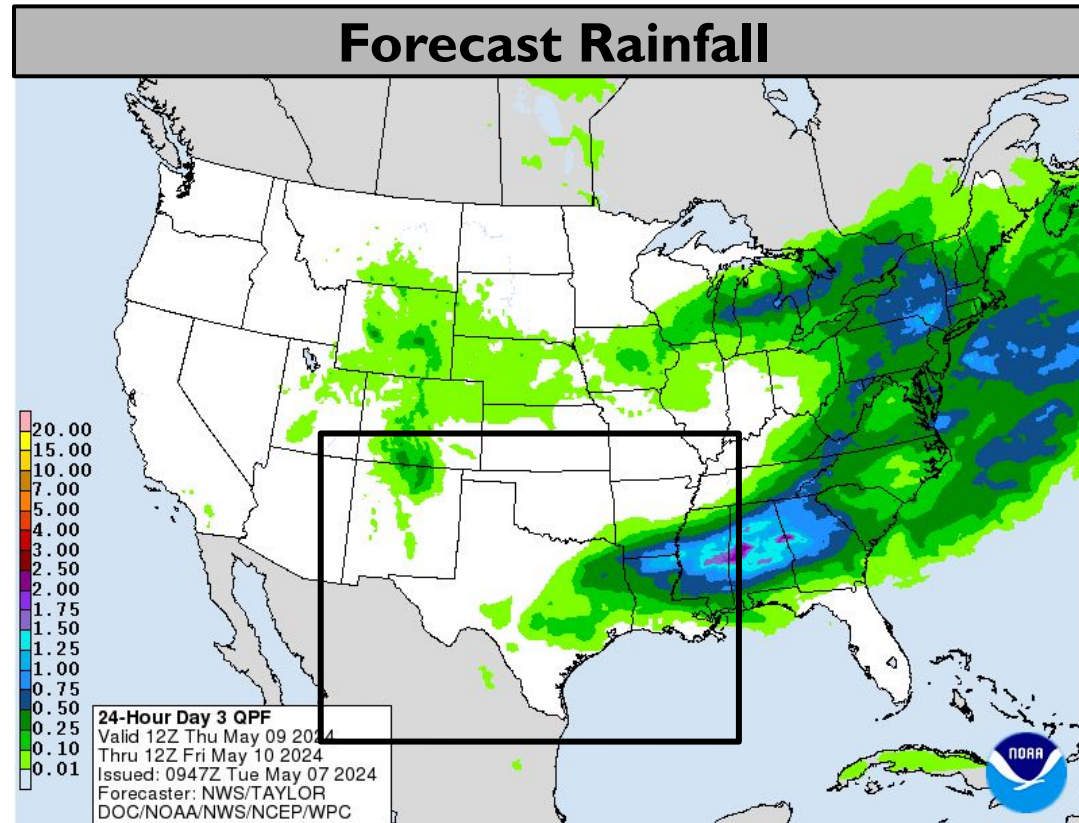 Forecast Rainfall
20.00
15.00
10.00
7.00
5.00
4.00
3.00
2.50
2.00
1.75
1.50
1.25
1.00
0.75
0.50
0.25
0.10
0.01
24-Hour Day 3 QPF
Valid 12Z Thu May 09 2024
Thru 12Z Fri May 10 2024
Issued: 0947Z Tue May 07 2024
Forecaster: NWS/TAYLOR
DOC/NOAA/NWS/NCEP/WPC
NOAA